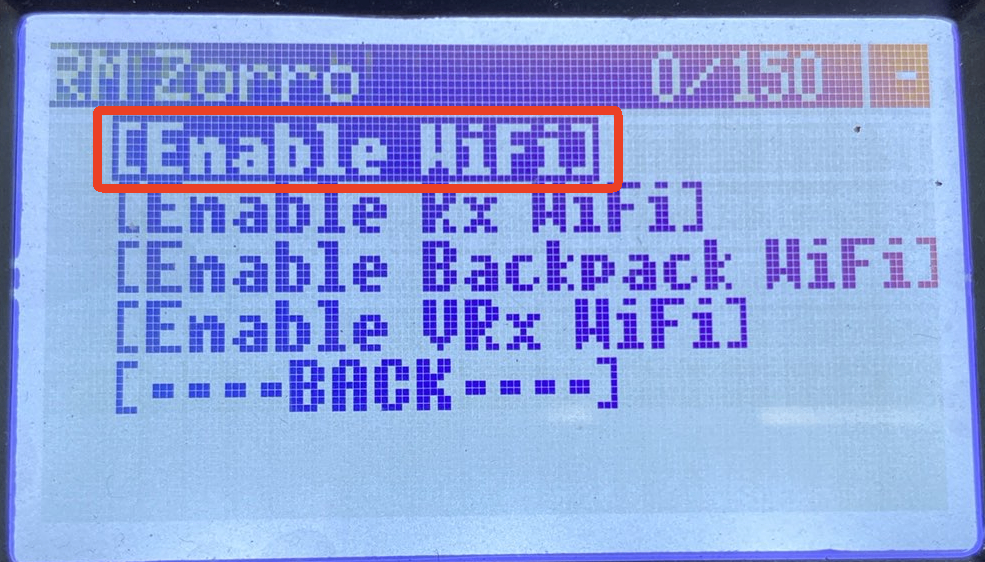 RM Zorro 0/150 -
[Enable WiFi]
[Enable Rx WiFi]
[Enable Backpack WiFi]
[Enable VRx WiFi]
[----BACK----]